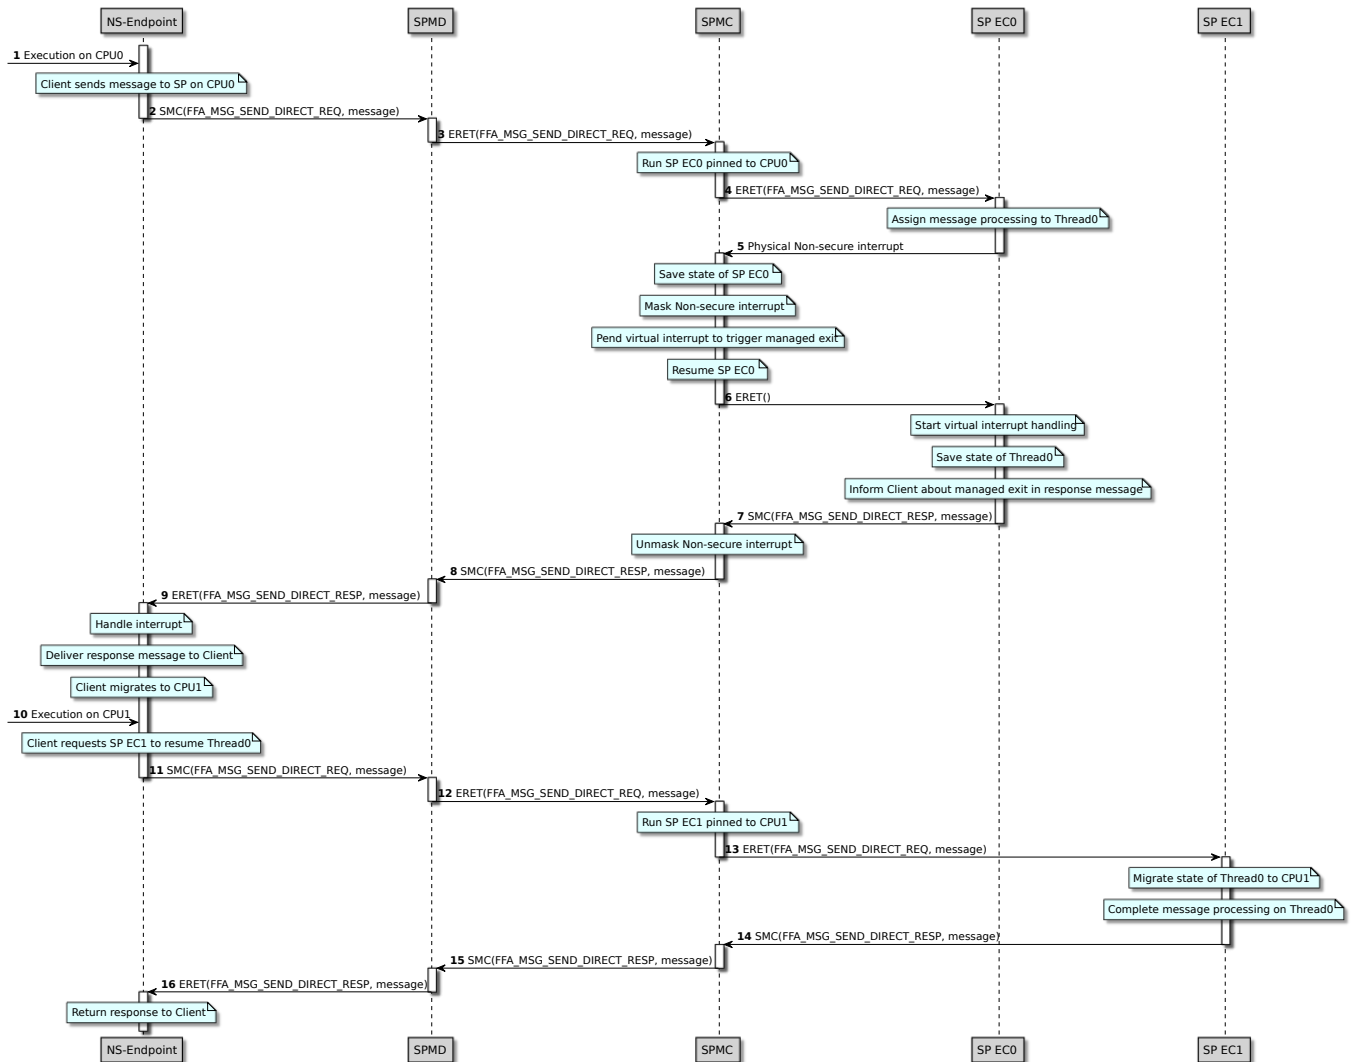 NS-Endpoint
SPMD
SPMC
SP EC0
SP EC1
1 Execution on CPU0
Client sends message to SP on CPU0
2 SMC(FFA_MSG_SEND_DIRECT_REQ, message)
3 ERET(FFA_MSG_SEND_DIRECT_REQ, message)
Run SP EC0 pinned to CPU0
4 ERET(FFA_MSG_SEND_DIRECT_REQ, message)
Assign message processing to Thread0
5 Physical Non-secure interrupt
Save state of SP EC0
Mask Non-secure interrupt
Pend virtual interrupt to trigger managed exit
Resume SP EC0
6 ERET()
Start virtual interrupt handling
Save state of Thread0
Inform Client about managed exit in response message
7 SMC(FFA_MSG_SEND_DIRECT_RESP, message)
Unmask Non-secure interrupt
8 SMC(FFA_MSG_SEND_DIRECT_RESP, message)
9 ERET(FFA_MSG_SEND_DIRECT_RESP, message)
Handle interrupt
Deliver response message to Client
Client migrates to CPU1
10 Execution on CPU1
Client requests SP EC1 to resume Thread0
11 SMC(FFA_MSG_SEND_DIRECT_REQ, message)
12 ERET(FFA_MSG_SEND_DIRECT_REQ, message)
Run SP EC1 pinned to CPU1
13 ERET(FFA_MSG_SEND_DIRECT_REQ, message)
Migrate state of Thread0 to CPU1
Complete message processing on Thread0
14 SMC(FFA_MSG_SEND_DIRECT_RESP, message)
15 SMC(FFA_MSG_SEND_DIRECT_RESP, message)
16 ERET(FFA_MSG_SEND_DIRECT_RESP, message)
Return response to Client
NS-Endpoint
SPMD
SPMC
SP EC0
SP EC1